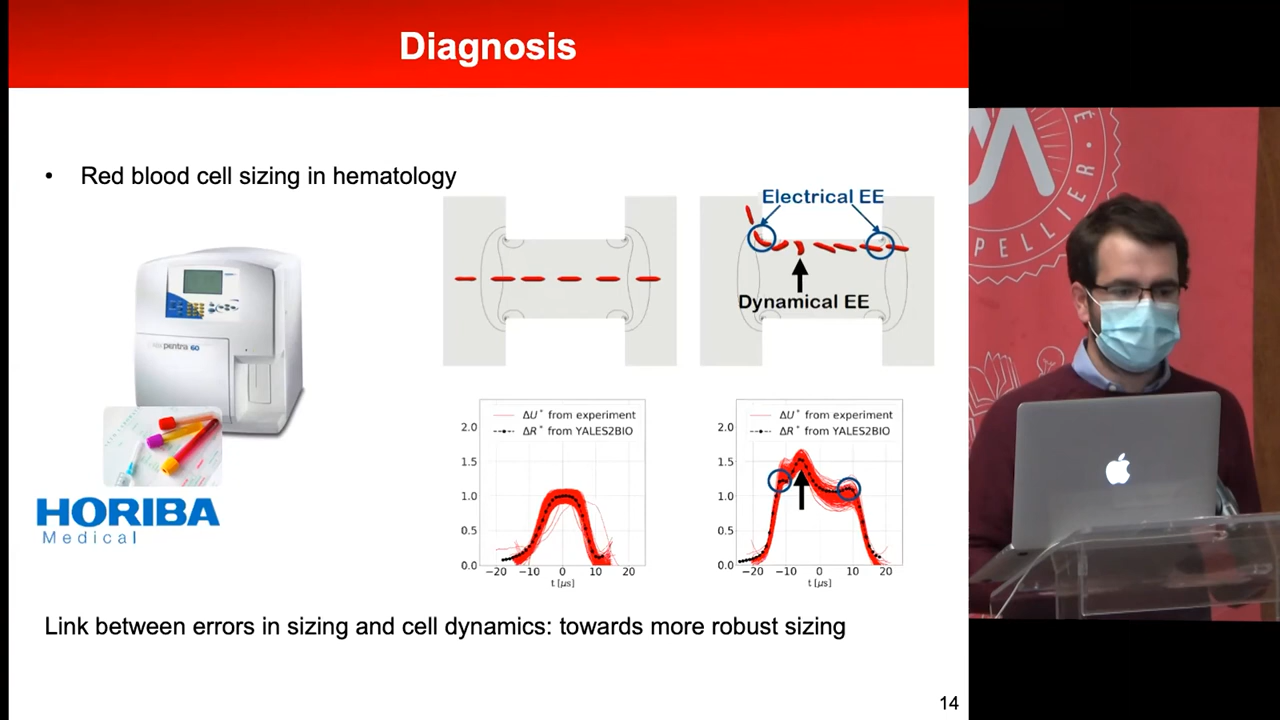 Diagnosis
• Red blood cell sizing in hematology
Electrical EE
Dynamical EE
pentra 60
HORIBA
Medical
ΔU* from experiment
ΔR* from YALES2BIO
2.0
1.5
1.0
0.5
0.0
−20 −10 0 10 20
t [μs]
ΔU* from experiment
ΔR* from YALES2BIO
2.0
1.5
1.0
0.5
0.0
−20 −10 0 10 20
t [μs]
Link between errors in sizing and cell dynamics: towards more robust sizing
14
PELLIER